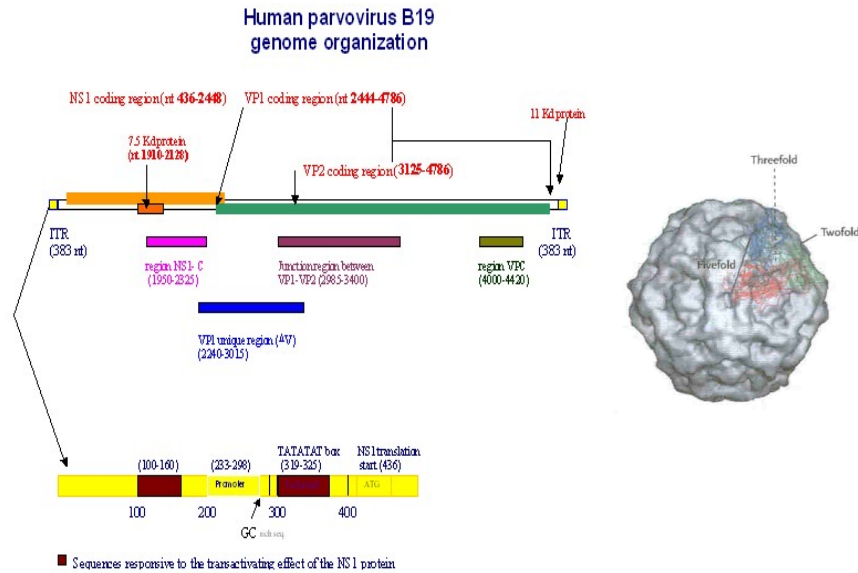 Human parvovirus B19
genome organization
NS1 coding region (nt 436-2448)
VP1 coding region (nt 2444-4786)
11 Kd protein
7.5 Kd protein
(nt 1910-2128)
VP2 coding region (3125-4786)
ITR
(383 nt)
ITR
(383 nt)
region NS1- C
(1950-2325)
Junction region between
VP1-VP2 (2985-3400)
region VPC
(4000-4420)
VP1 unique region (ΔV)
(2240-3015)
Threefold
Twofold
Fivefold
(100-160)
(233-298)
TATATAT box
(319-325)
NS1 translation
start (436)
Promoter
ATG
100
200
300
400
GC
Sequences responsive to the transactivating effect of the NS1 protein